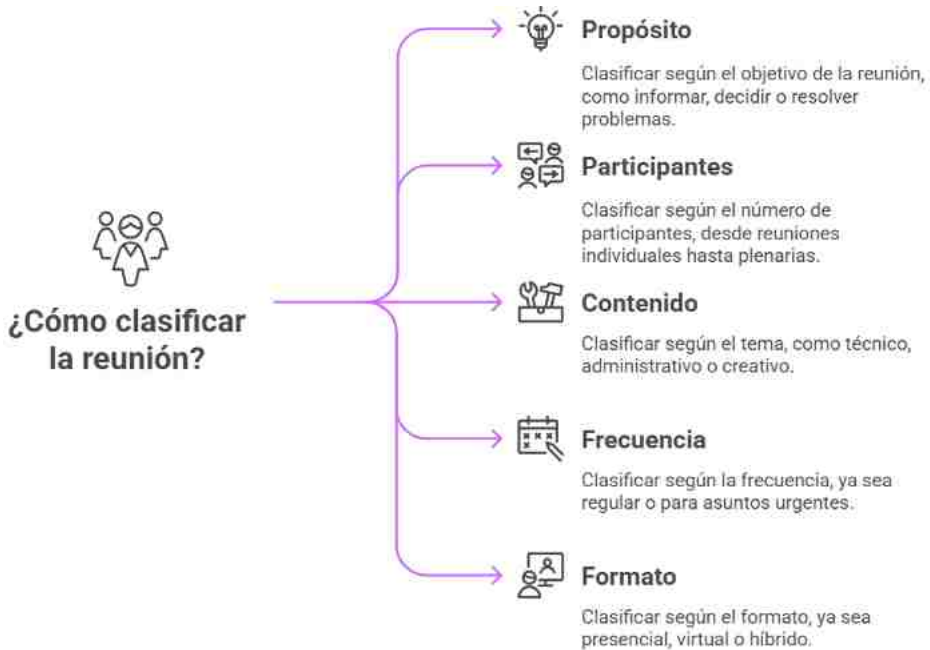 Propósito
Clasificar según el objetivo de la reunión,
como informar, decidir o resolver
problemas.
Participantes
Clasificar según el número de
participantes, desde reuniones
individuales hasta plenarias.
¿Cómo clasificar
la reunión?
Contenido
Clasificar según el tema, como técnico,
administrativo o creativo.
Frecuencia
Clasificar según la frecuencia, ya sea
regular o para asuntos urgentes.
Formato
Clasificar según el formato, ya sea
presencial, virtual o híbrido.